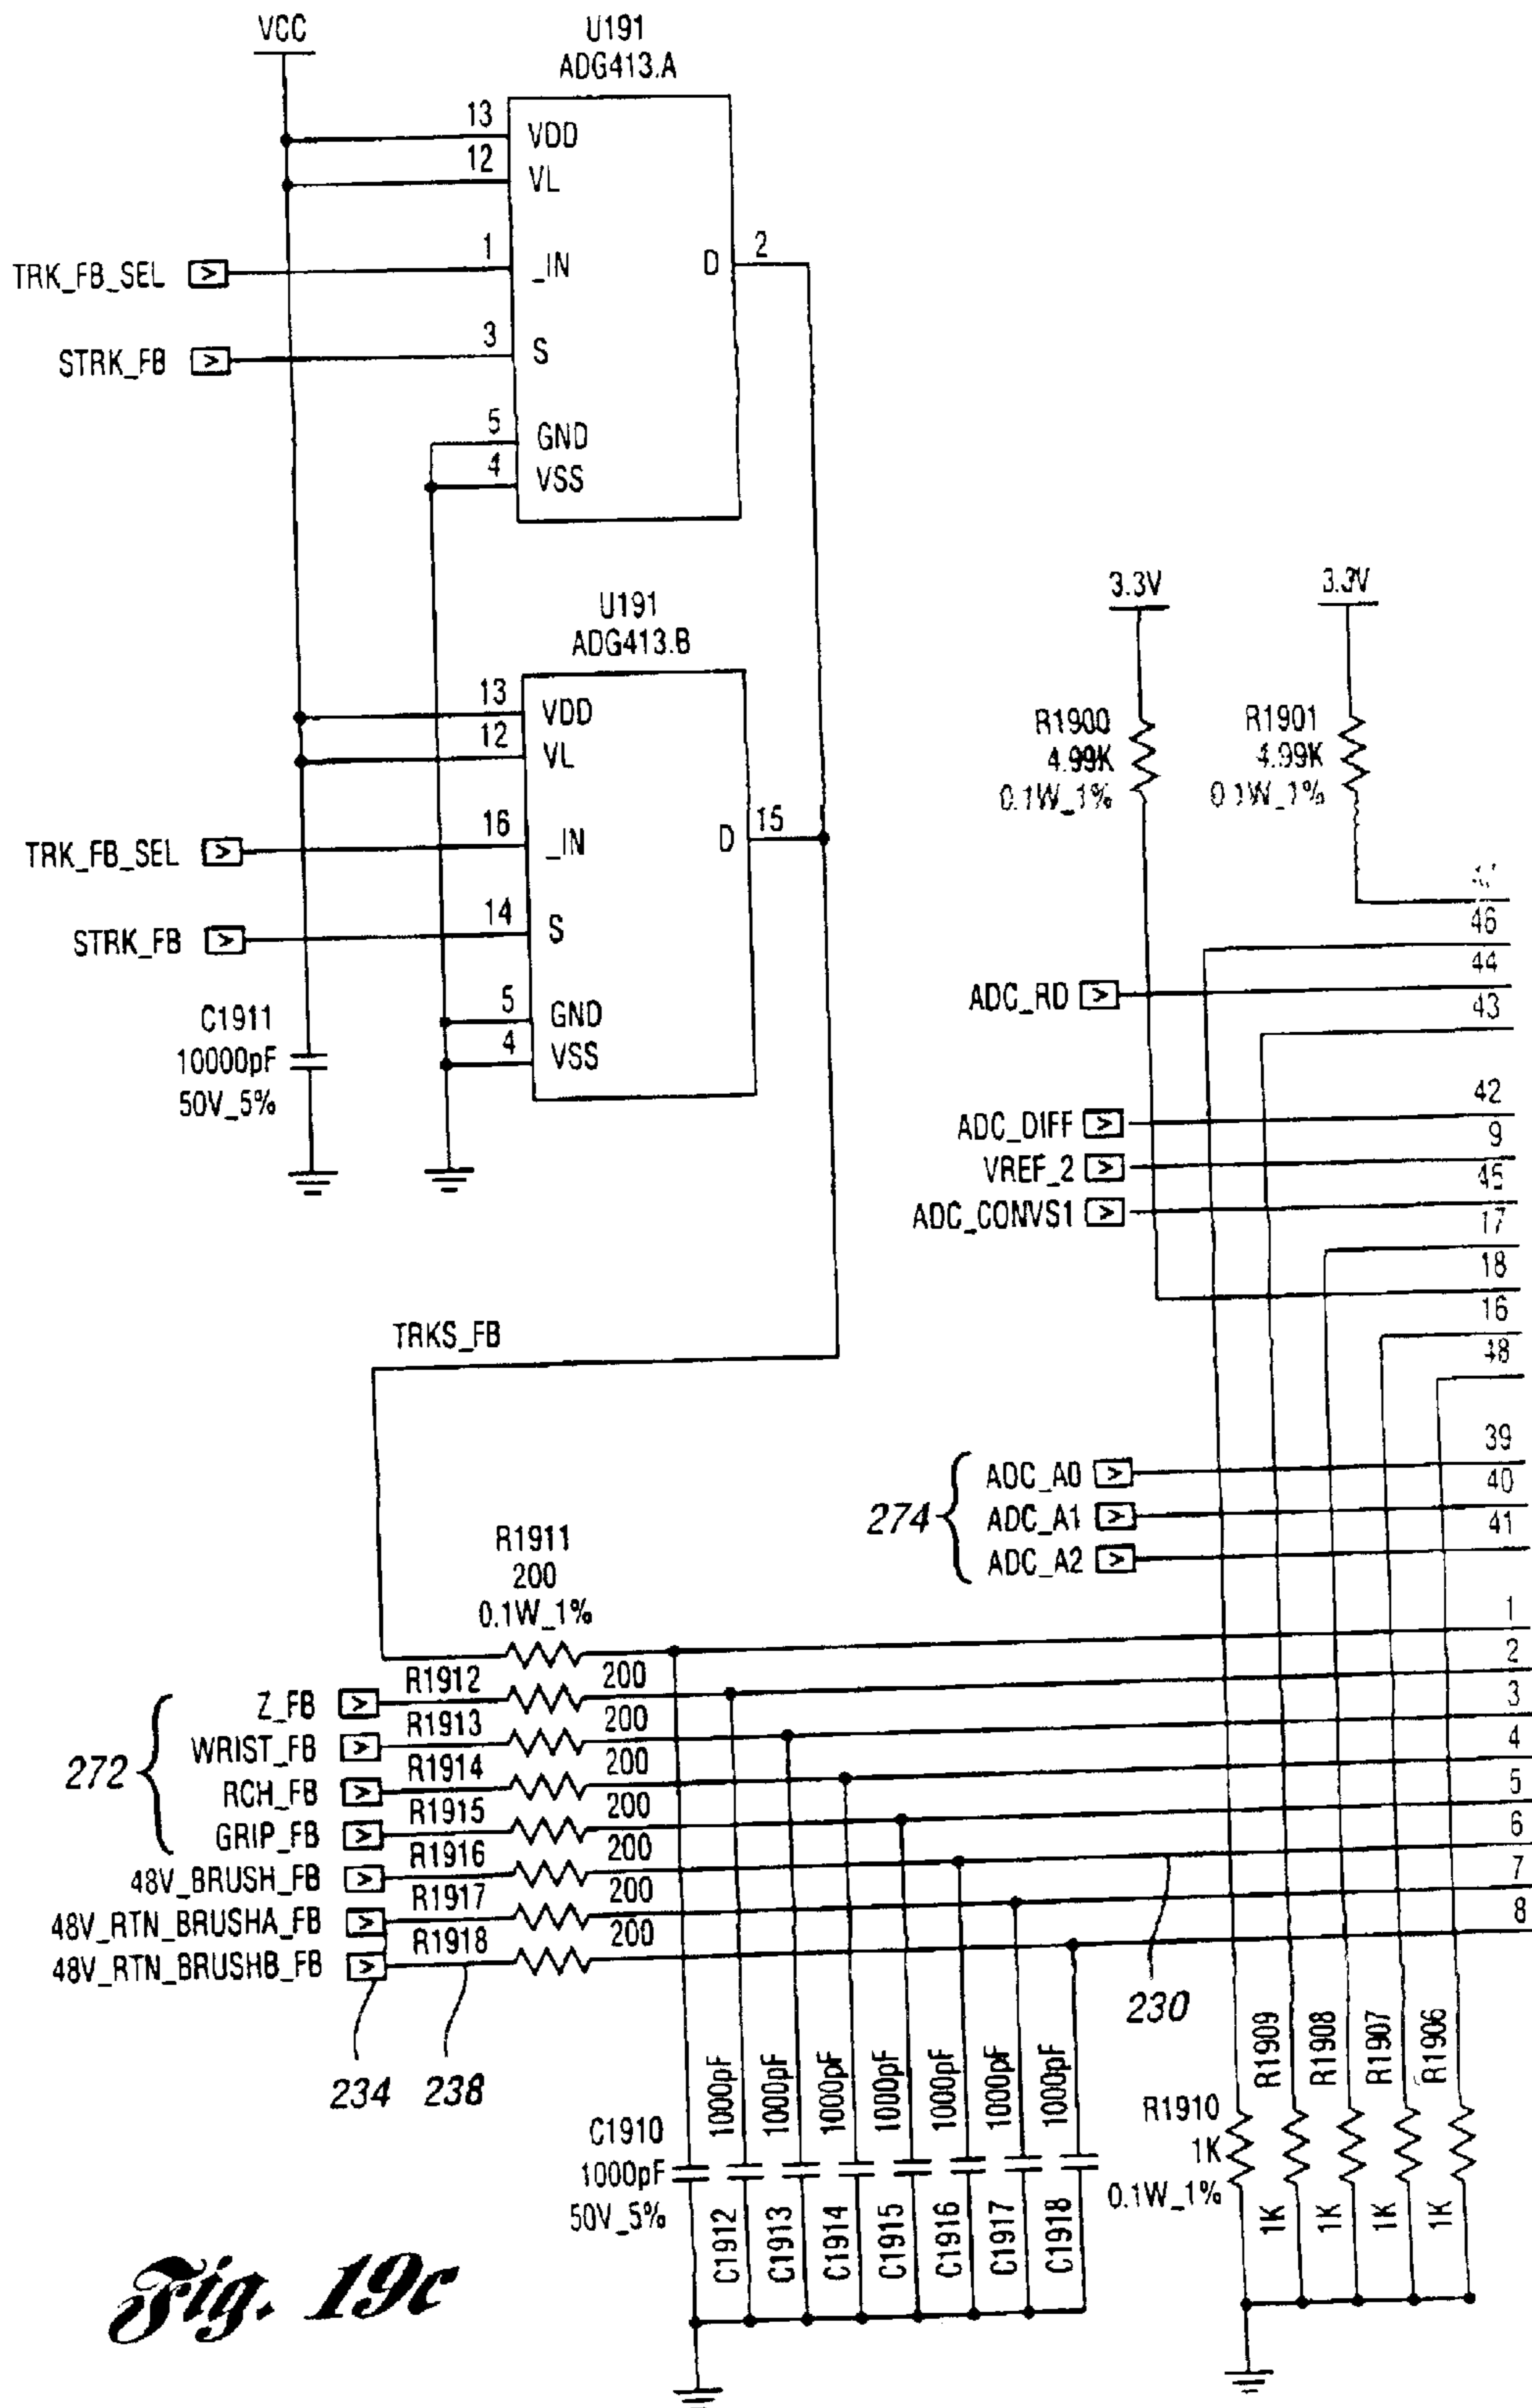 VCC
U191
ADG413.A
13
VDD
12
VL
TRK_FB_SEL
1
_IN
D
2
STRK_FB
3
S
5
GND
4
VSS
U191
ADG413.B
13
VDD
12
VL
TRK_FB_SEL
16
_IN
D
15
STRK_FB
14
S
5
GND
4
VSS
C1911
10000pF
50V_5%
3.3V
3.3V
R1900
4.99K
0.1W_1%
R1901
4.99K
0.1W_1%
46
ADC_RD
44
43
ADC_DIFF
42
VREF_2
9
ADC_CONVS1
45
17
18
16
48
TRKS_FB
274
ADC_A0
39
ADC_A1
40
ADC_A2
41
R1911
200
0.1W_1%
1
272
Z_FB
R1912
200
2
WRIST_FB
R1913
200
3
RCH_FB
R1914
200
4
GRIP_FB
R1915
200
5
48V_BRUSH_FB
R1916
200
6
48V_RTN_BRUSHA_FB
R1917
200
7
48V_RTN_BRUSHB_FB
R1918
200
8
234
238
230
C1910
1000pF
50V_5%
1000pF
1000pF
1000pF
1000pF
1000pF
1000pF
1000pF
C1912
C1913
C1914
C1915
C1916
C1917
C1918
R1910
1K
0.1W_1%
R1909
R1908
R1907
R1906
1K
1K
1K
1K
Fig. 19c